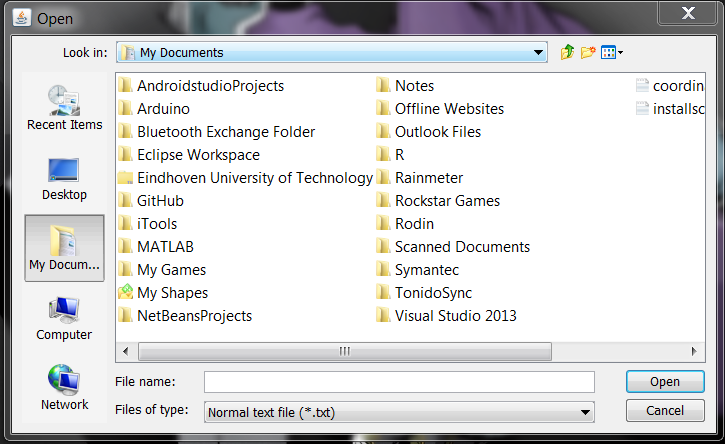 Open
Look in:
My Documents
Recent Items
Desktop
My Docum...
Computer
Network
AndroidstudioProjects
Arduino
Bluetooth Exchange Folder
Eclipse Workspace
Eindhoven University of Technology
GitHub
iTools
MATLAB
My Games
My Shapes
NetBeansProjects
Notes
Offline Websites
Outlook Files
R
Rainmeter
Rockstar Games
Rodin
Scanned Documents
Symantec
TonidoSync
Visual Studio 2013
coordina
installsc
File name:
Open
Files of type:
Normal text file (*.txt)
Cancel